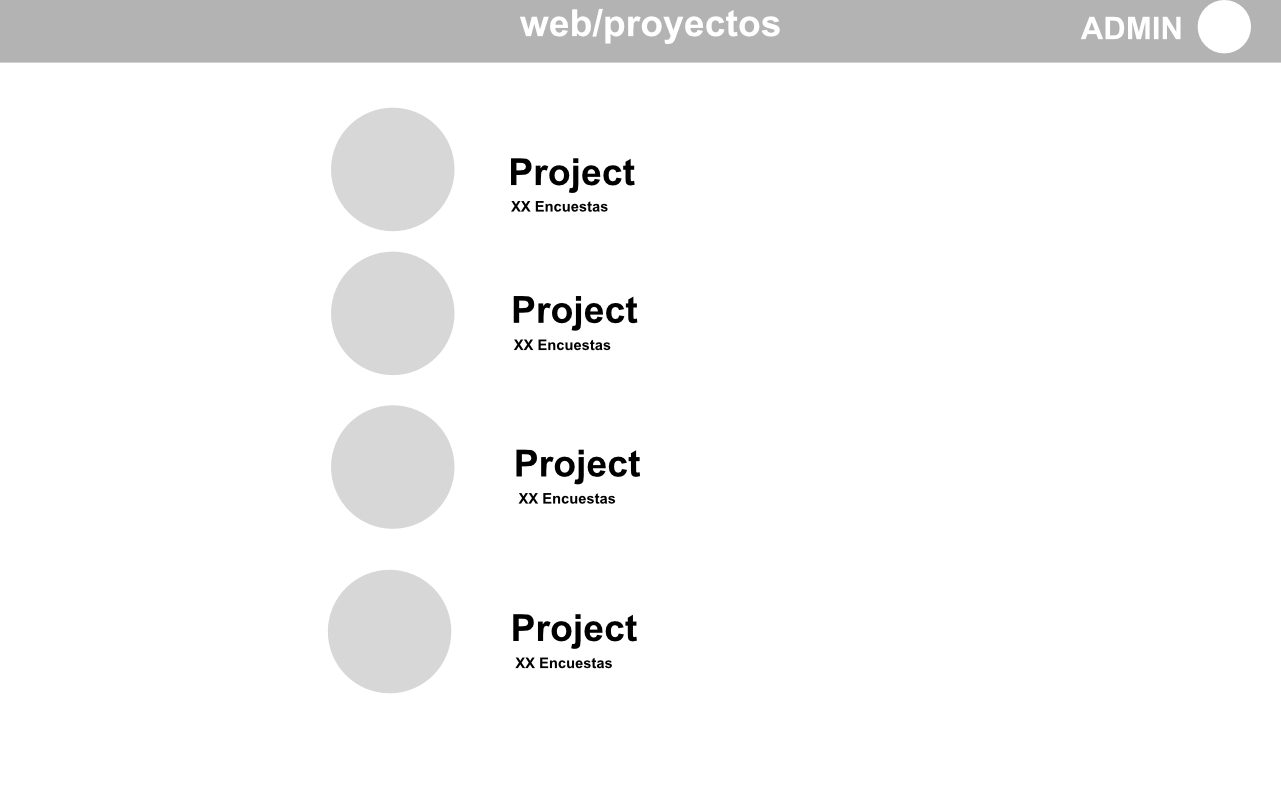 web/proyectos
ADMIN
Project
XX Encuestas
Project
XX Encuestas
Project
XX Encuestas
Project
XX Encuestas